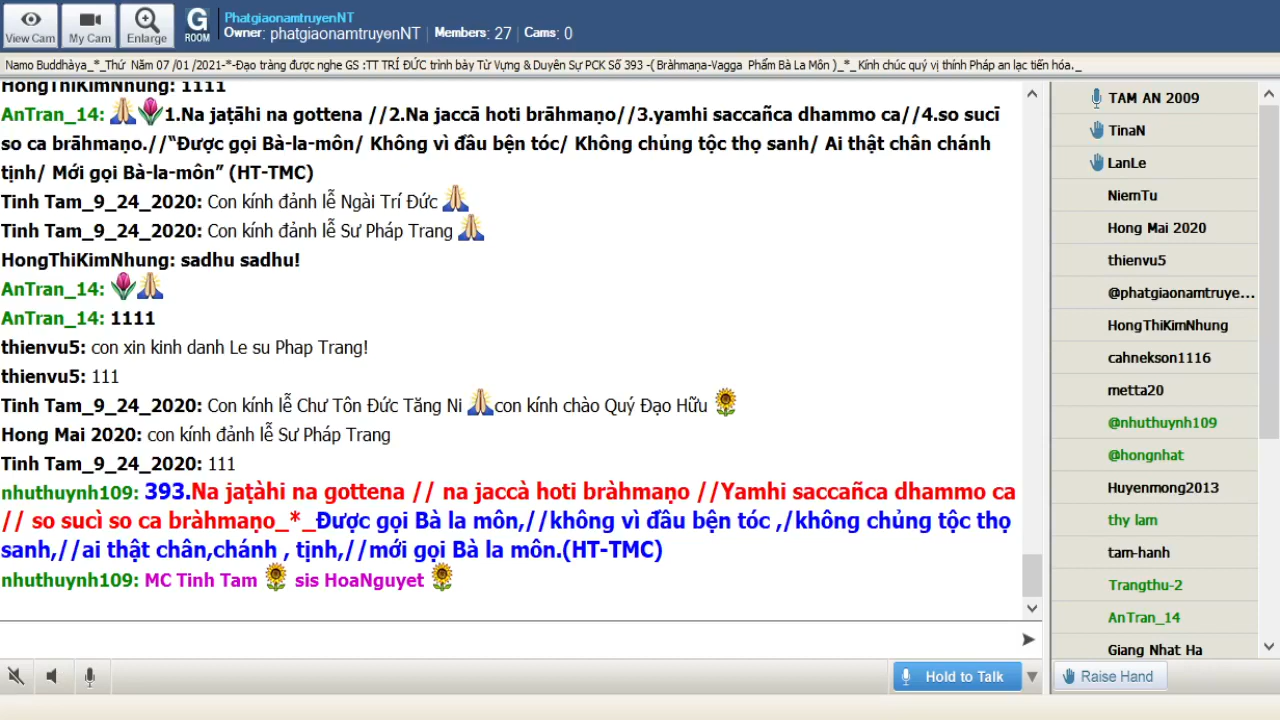 View Cam
My Cam
Enlarge
G
ROOM
PhatgiaonamtruyenNT
Owner: phatgiaonamtruyenNT | Members: 27 | Cams: 0
Namo Buddhàya_*_Thứ Năm 07 /01 /2021-*-Đạo tràng được nghe GS :TT TRÍ ĐỨC trình bày Từ Vựng & Duyên Sự PCK Số 393 -( Bràhmaṇa-Vagga Phẩm Bà La Môn )_*_ Kính chúc quý vị thính Pháp an lạc tiến hóa._
HongThiKimNhung: 1111
AnTran_14: 1.Na jaṭāhi na gottena //2.Na jaccā hoti brāhmaṇo//3.yamhi saccañca dhammo ca//4.so sucī
so ca brāhmaṇo.//“Được gọi Bà-la-môn/ Không vì đầu bện tóc/ Không chủng tộc thọ sanh/ Ai thật chân chánh
tịnh/ Mới gọi Bà-la-môn” (HT-TMC)
Tinh Tam_9_24_2020: Con kính đảnh lễ Ngài Trí Đức
Tinh Tam_9_24_2020: Con kính đảnh lễ Sư Pháp Trang
HongThiKimNhung: sadhu sadhu!
AnTran_14:
AnTran_14: 1111
thienvu5: con xin kinh danh Le su Phap Trang!
thienvu5: 111
Tinh Tam_9_24_2020: Con kính lễ Chư Tôn Đức Tăng Ni con kính chào Quý Đạo Hữu
Hong Mai 2020: con kính đảnh lễ Sư Pháp Trang
Tinh Tam_9_24_2020: 111
nhuthuynh109: 393.Na jaṭàhi na gottena // na jaccà hoti bràhmaṇo //Yamhi saccañca dhammo ca
// so sucì so ca bràhmaṇo_*_Được gọi Bà la môn,//không vì đầu bện tóc ,/không chủng tộc thọ
sanh,//ai thật chân,chánh , tịnh,//mới gọi Bà la môn.(HT-TMC)
nhuthuynh109: MC Tinh Tam sis HoaNguyet
Hold to Talk
TAM AN 2009
TinaN
LanLe
NiemTu
Hong Mai 2020
thienvu5
@phatgiaonamtruye...
HongThiKimNhung
cahnekson1116
metta20
@nhuthuynh109
@hongnhat
Huyenmong2013
thy lam
tam-hanh
Trangthu-2
AnTran_14
Giang Nhat Ha
Raise Hand